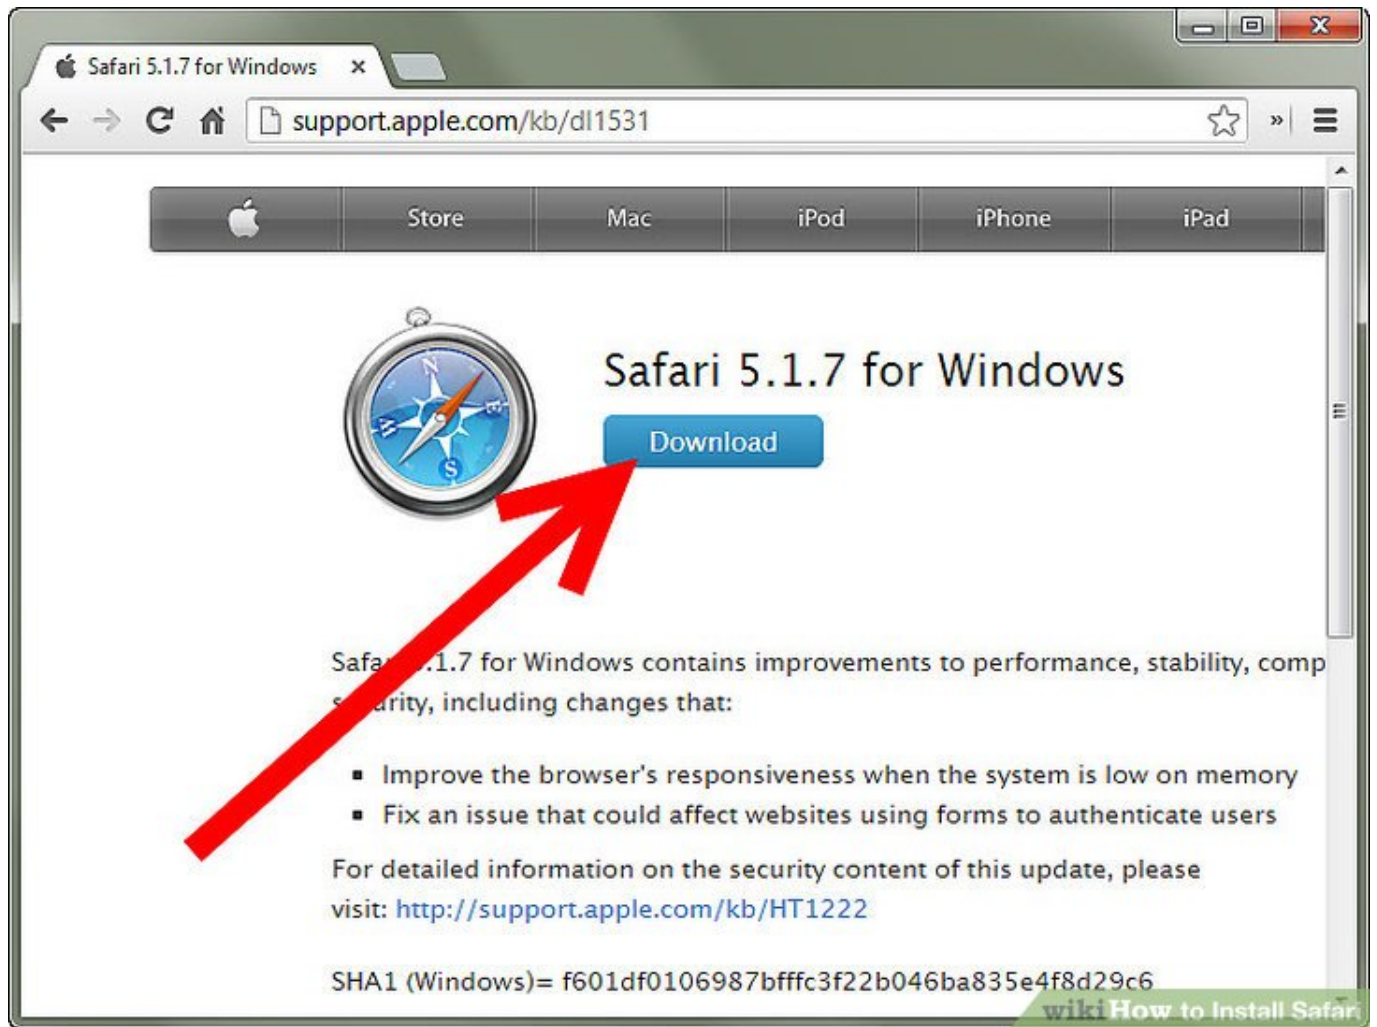 Safari 5.1.7 for Windows
support.apple.com/kb/dl1531
Store Mac iPod iPhone iPad
N
E
W
S
Safari 5.1.7 for Windows
Download
5.1.7 for Windows contains improvements to performance, stability, comp
including changes that:
Improve the browser's responsiveness when the system is low on memory
Fix an issue that could affect websites using forms to authenticate users
For detailed information on the security content of this update, please
visit: http://support.apple.com/kb/HT1222
SHA1 (Windows)= f601df0106987bfffc3f22b046ba835e4f8d29c6
wikiHow to Install Safari